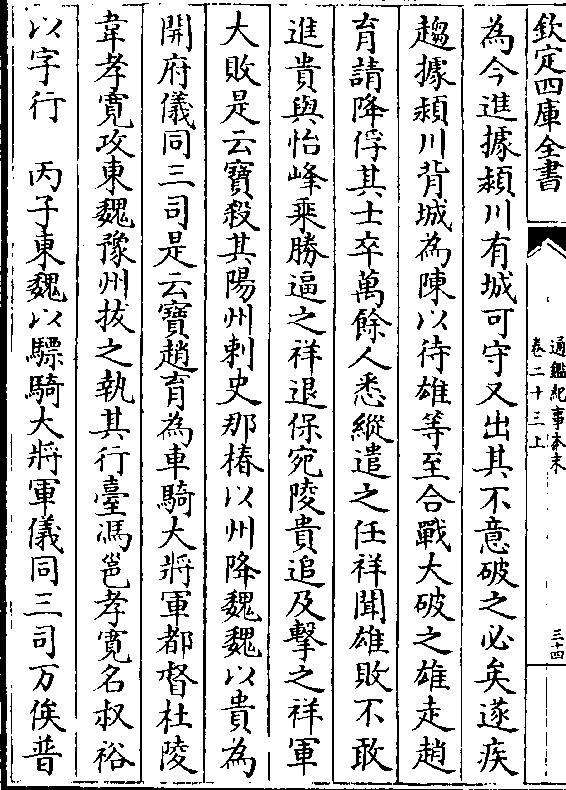 欽定四庫全書
通鑑紀事本末
卷二十三上
三十四
為今進據潁川有城可守又出其不意破之必矣遂疾
趨據潁川背城為陳以待雄等至合戰大破之雄走趙
育請降俘其士卒萬餘人悉縱遣之任祥聞雄敗不敢
進貴與怡峰乘勝逼之祥退保宛陵貴追及擊之祥軍
大敗是云寶殺其陽州刺史那椿以州降魏魏以貴為
開府儀同三司是云寶趙育為車騎大將軍都督杜陵
韋孝寛攻東魏豫州拔之執其行臺馮邕孝寛名叔裕
以字行　丙子東魏以驃騎大將軍儀同三司万俟普